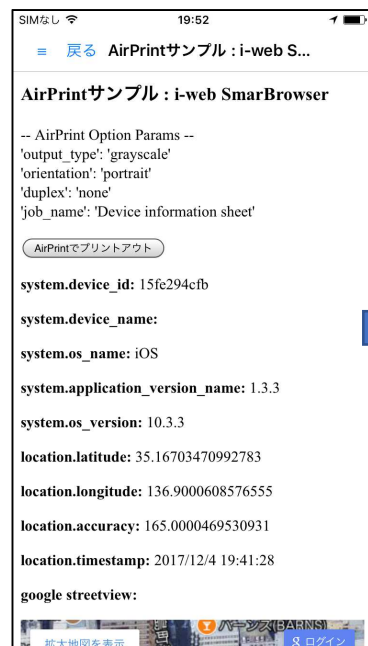 SIMなし 19:52
≡ 戻る AirPrintサンプル : i-web S...
AirPrintサンプル : i-web SmarBrowser
-- AirPrint Option Params --
'output_type': 'grayscale'
'orientation': 'portrait'
'duplex': 'none'
'job_name': 'Device information sheet'
AirPrintでプリントアウト
system.device_id: 15fe294cfb
system.device_name:
system.os_name: iOS
system.application_version_name: 1.3.3
system.os_version: 10.3.3
location.latitude: 35.16703470992783
location.longitude: 136.9000608576555
location.accuracy: 165.0000469530931
location.timestamp: 2017/12/4 19:41:28
google streetview:
バーンズ(BARNS)
拡大地図を表示
ログイン